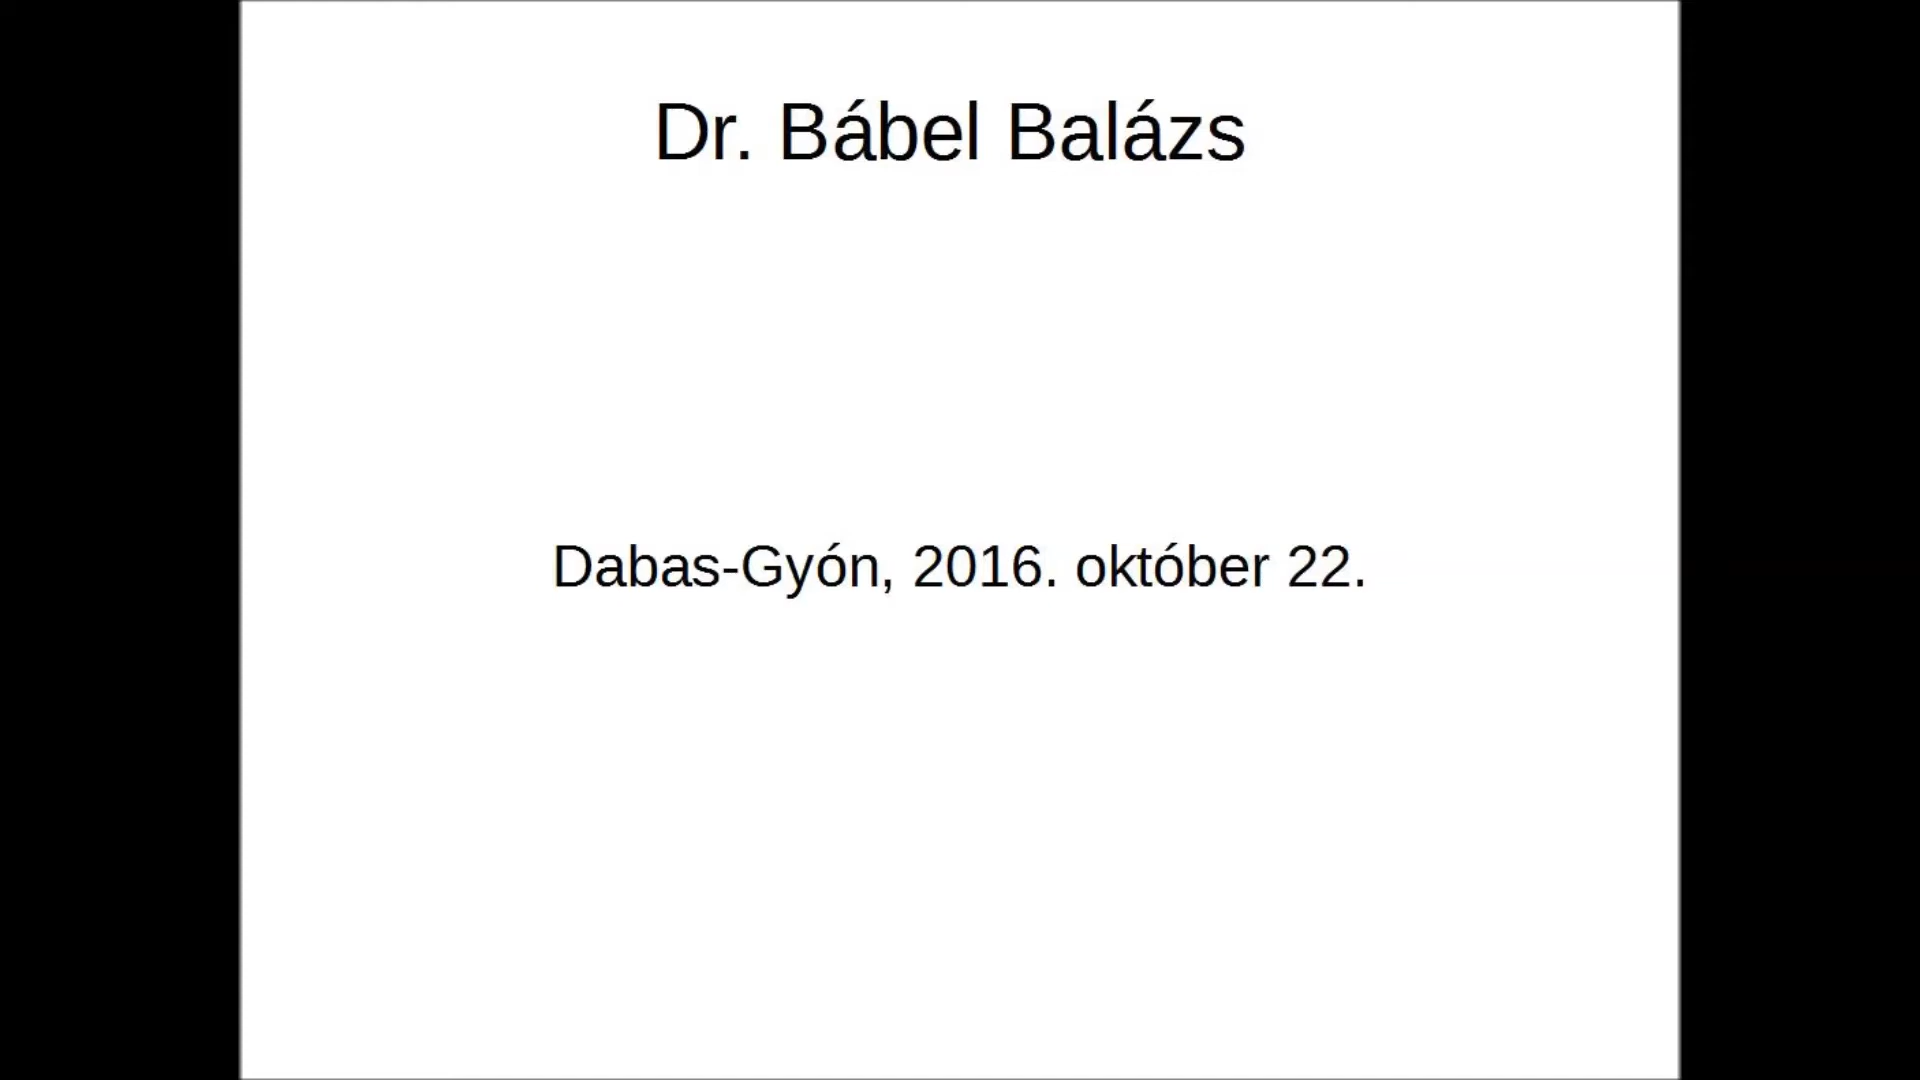 Dr. Bábel Balázs
Dabas-Gyón, 2016. október 22.